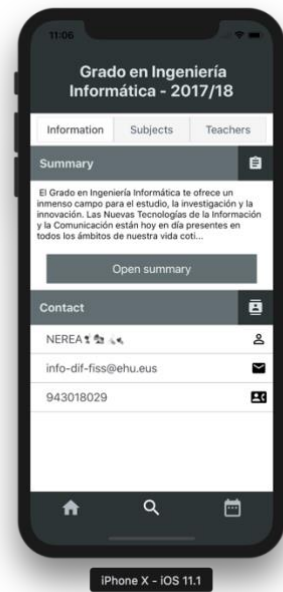 11:06
Grado en Ingeniería
Informática - 2017/18
Information Subjects Teachers
Summary
El Grado en Ingeniería Informática te ofrece un
inmenso campo para el estudio, la investigación y la
innovación. Las Nuevas Tecnologías de la Información
y la Comunicación están hoy en día presentes en
todos los ámbitos de nuestra vida coti...
Open summary
Contact
NEREA
info-dif-fiss@ehu.eus
943018029
iPhone X - iOS 11.1